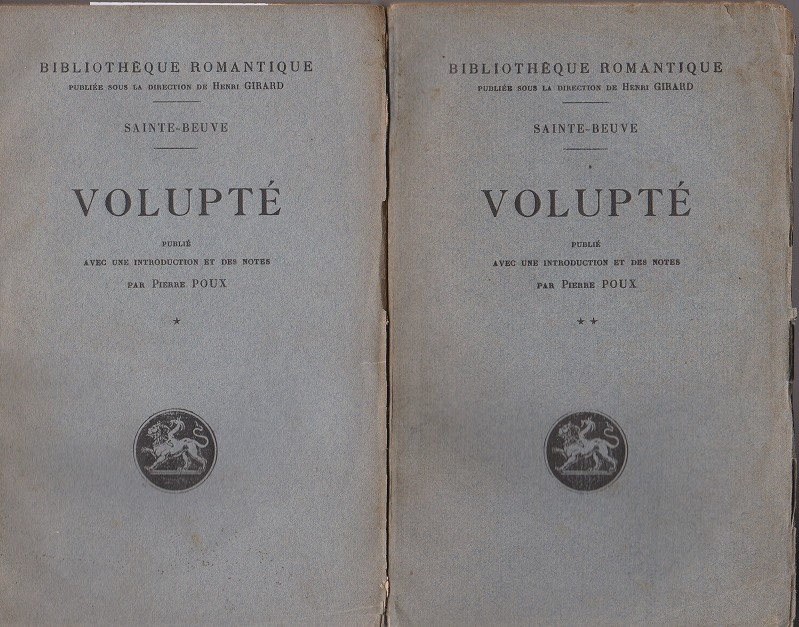 BIBLIOTHÈQUE ROMANTIQUE
PUBLIÉE SOUS LA DIRECTION DE HENRI GIRARD
SAINTE-BEUVE
VOLUPTÉ
PUBLIÉ
AVEC UNE INTRODUCTION ET DES NOTES
PAR PIERRE POUX
★
BIBLIOTHÈQUE ROMANTIQUE
PUBLIÉE SOUS LA DIRECTION DE HENRI GIRARD
SAINTE-BEUVE
VOLUPTÉ
PUBLIÉ
AVEC UNE INTRODUCTION ET DES NOTES
PAR PIERRE POUX
★ ★